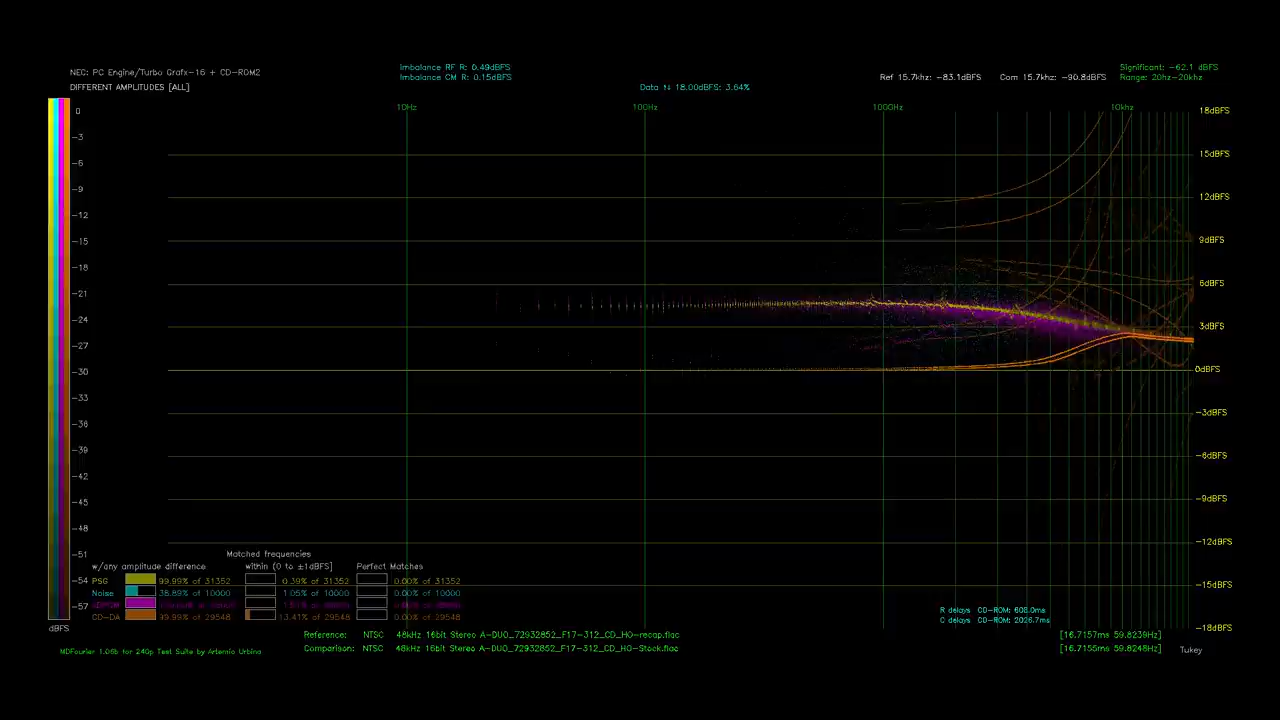 NEC: PC Engine/Turbo Grafx-16 + CD-ROM2
DIFFERENT AMPLITUDES [ALL]
Imbalance RF R: 0.49dBFS
Imbalance CM R: 0.15dBFS
Data ↑↓ 18.00dBFS: 3.64%
Ref 15.7khz: -83.1dBFS Com 15.7khz: -90.8dBFS
Significant: -62.1 dBFS
Range: 20hz-20khz
10Hz 100Hz 1000Hz 10kHz
0
-3
-6
-9
-12
-15
-18
-21
-24
-27
-30
-33
-36
-39
-42
-45
-48
-51
-54
-57
dBFS
18dBFS
15dBFS
12dBFS
9dBFS
6dBFS
3dBFS
0dBFS
-3dBFS
-6dBFS
-9dBFS
-12dBFS
-15dBFS
-18dBFS
Matched frequencies
w/any amplitude difference within (0 to ±1dBFS] Perfect Matches
PSG 99.99% of 31352 0.39% of 31352 0.00% of 31352
Noise 38.89% of 10000 1.05% of 10000 0.00% of 10000
CD-DA 99.99% of 29548 13.41% of 29548 0.00% of 29548
R delays CD-ROM: 608.0ms
C delays CD-ROM: 2026.7ms
Reference: NTSC 48kHz 16bit Stereo A-DUO_72932852_F17-312_CD_HO-recap.flac [16.7157ms 59.8239Hz]
Comparison: NTSC 48kHz 16bit Stereo A-DUO_72932852_F17-312_CD_HO-Stock.flac [16.7155ms 59.8248Hz]
MDFourier 1.06b for 240p Test Suite by Artemio Urbina
Tukey